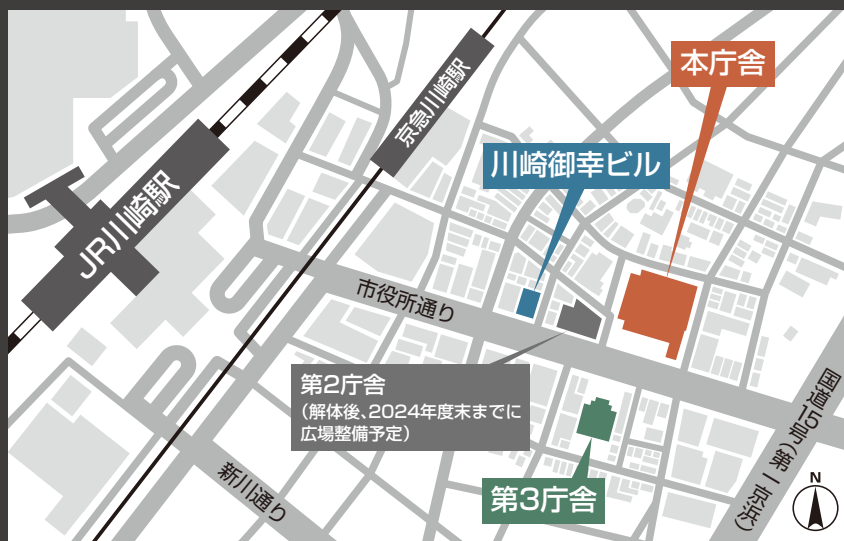 本庁舎
京急川崎駅
川崎御幸ビル
JR川崎駅
市役所通り
第2庁舎
(解体後、2024年度末までに
広場整備予定)
国道15号(第一京浜)
新川通り
第3庁舎
N